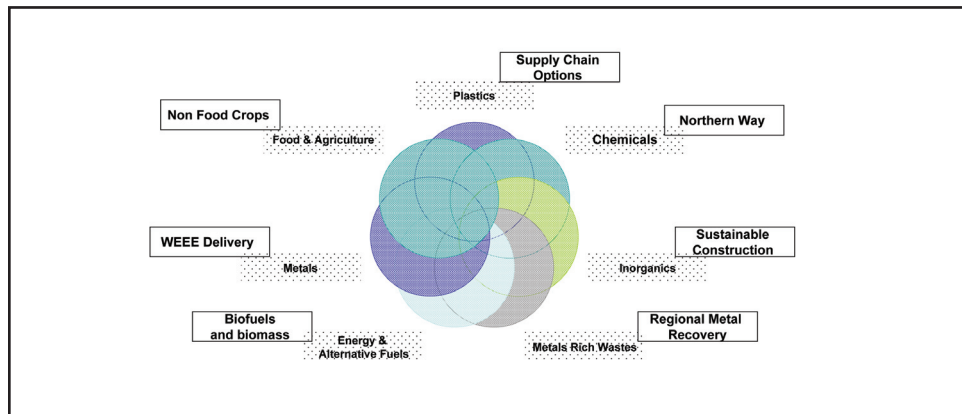 Supply Chain
Options
Plastics
Non Food Crops
Food & Agriculture
Northern Way
Chemicals
WEEE Delivery
Metals
Sustainable
Construction
Inorganics
Biofuels
and biomass
Energy &
Alternative Fuels
Regional Metal
Recovery
Metals Rich Wastes